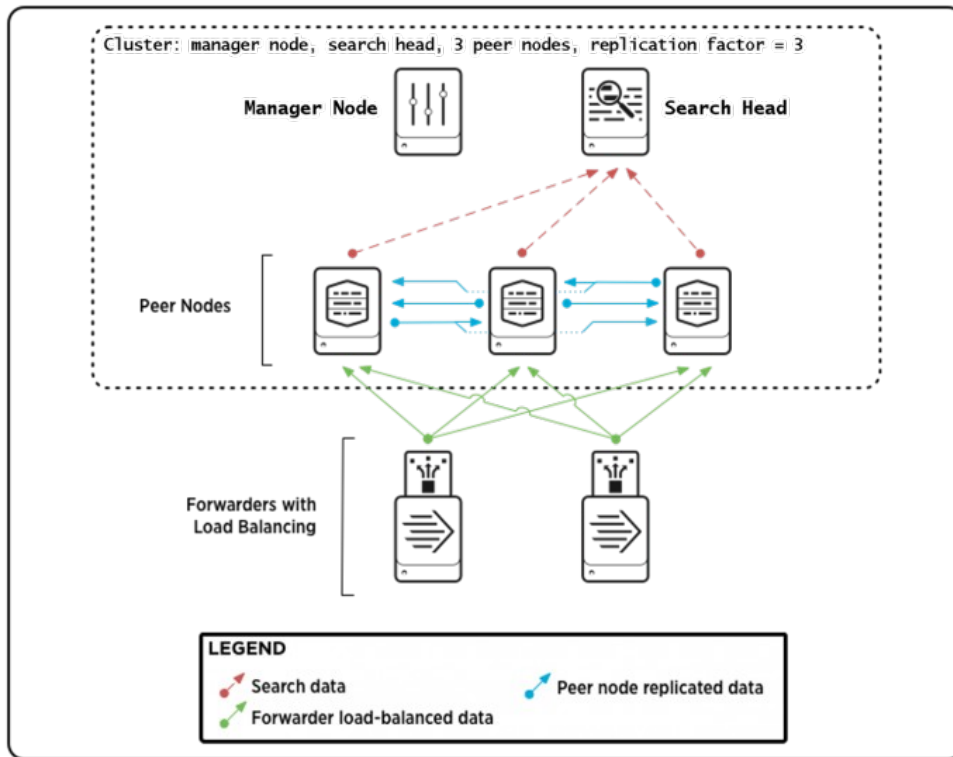 Cluster: manager node, search head, 3 peer nodes, replication factor = 3
Manager Node
Search Head
Peer Nodes
Forwarders with
Load Balancing
LEGEND
Search data
Peer node replicated data
Forwarder load-balanced data